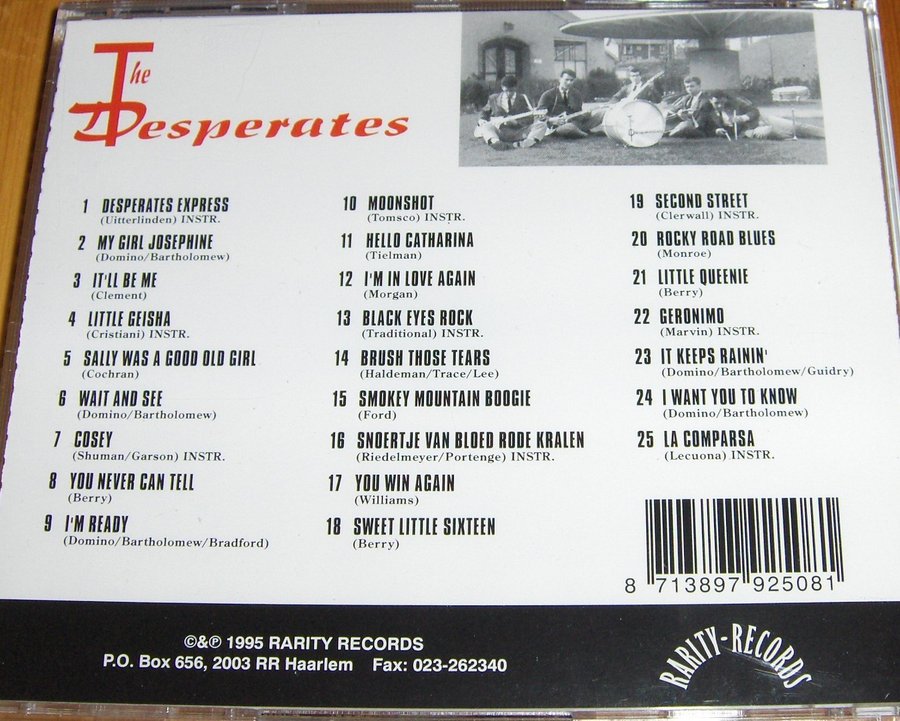 The
Desperates
1 DESPERATES EXPRESS
(Uitterlinden) INSTR.
2 MY GIRL JOSEPHINE
(Domino/Bartholomew)
3 IT'LL BE ME
(Clement)
4 LITTLE GEISHA
(Cristiani) INSTR.
5 SALLY WAS A GOOD OLD GIRL
(Cochran)
6 WAIT AND SEE
(Domino/Bartholomew)
7 COSEY
(Shuman/Garson) INSTR.
8 YOU NEVER CAN TELL
(Berry)
9 I'M READY
(Domino/Bartholomew/Bradford)
10 MOONSHOT
(Tomsco) INSTR.
11 HELLO CATHARINA
(Tielman)
12 I'M IN LOVE AGAIN
(Morgan)
13 BLACK EYES ROCK
(Traditional) INSTR.
14 BRUSH THOSE TEARS
(Haldeman/Trace/Lee)
15 SMOKEY MOUNTAIN BOOGIE
(Ford)
16 SNOERTJE VAN BLOED RODE KRALEN
(Riedelmeyer/Portenge) INSTR.
17 YOU WIN AGAIN
(Williams)
18 SWEET LITTLE SIXTEEN
(Berry)
19 SECOND STREET
(Clerwall) INSTR.
20 ROCKY ROAD BLUES
(Monroe)
21 LITTLE QUEENIE
(Berry)
22 GERONIMO
(Marvin) INSTR.
23 IT KEEPS RAININ'
(Domino/Bartholomew/Guidry)
24 I WANT YOU TO KNOW
(Domino/Bartholomew)
25 LA COMPARSA
(Lecuona) INSTR.
8 713897 925081
©&℗ 1995 RARITY RECORDS
P.O. Box 656, 2003 RR Haarlem Fax: 023-262340
RARITY-RECORDS